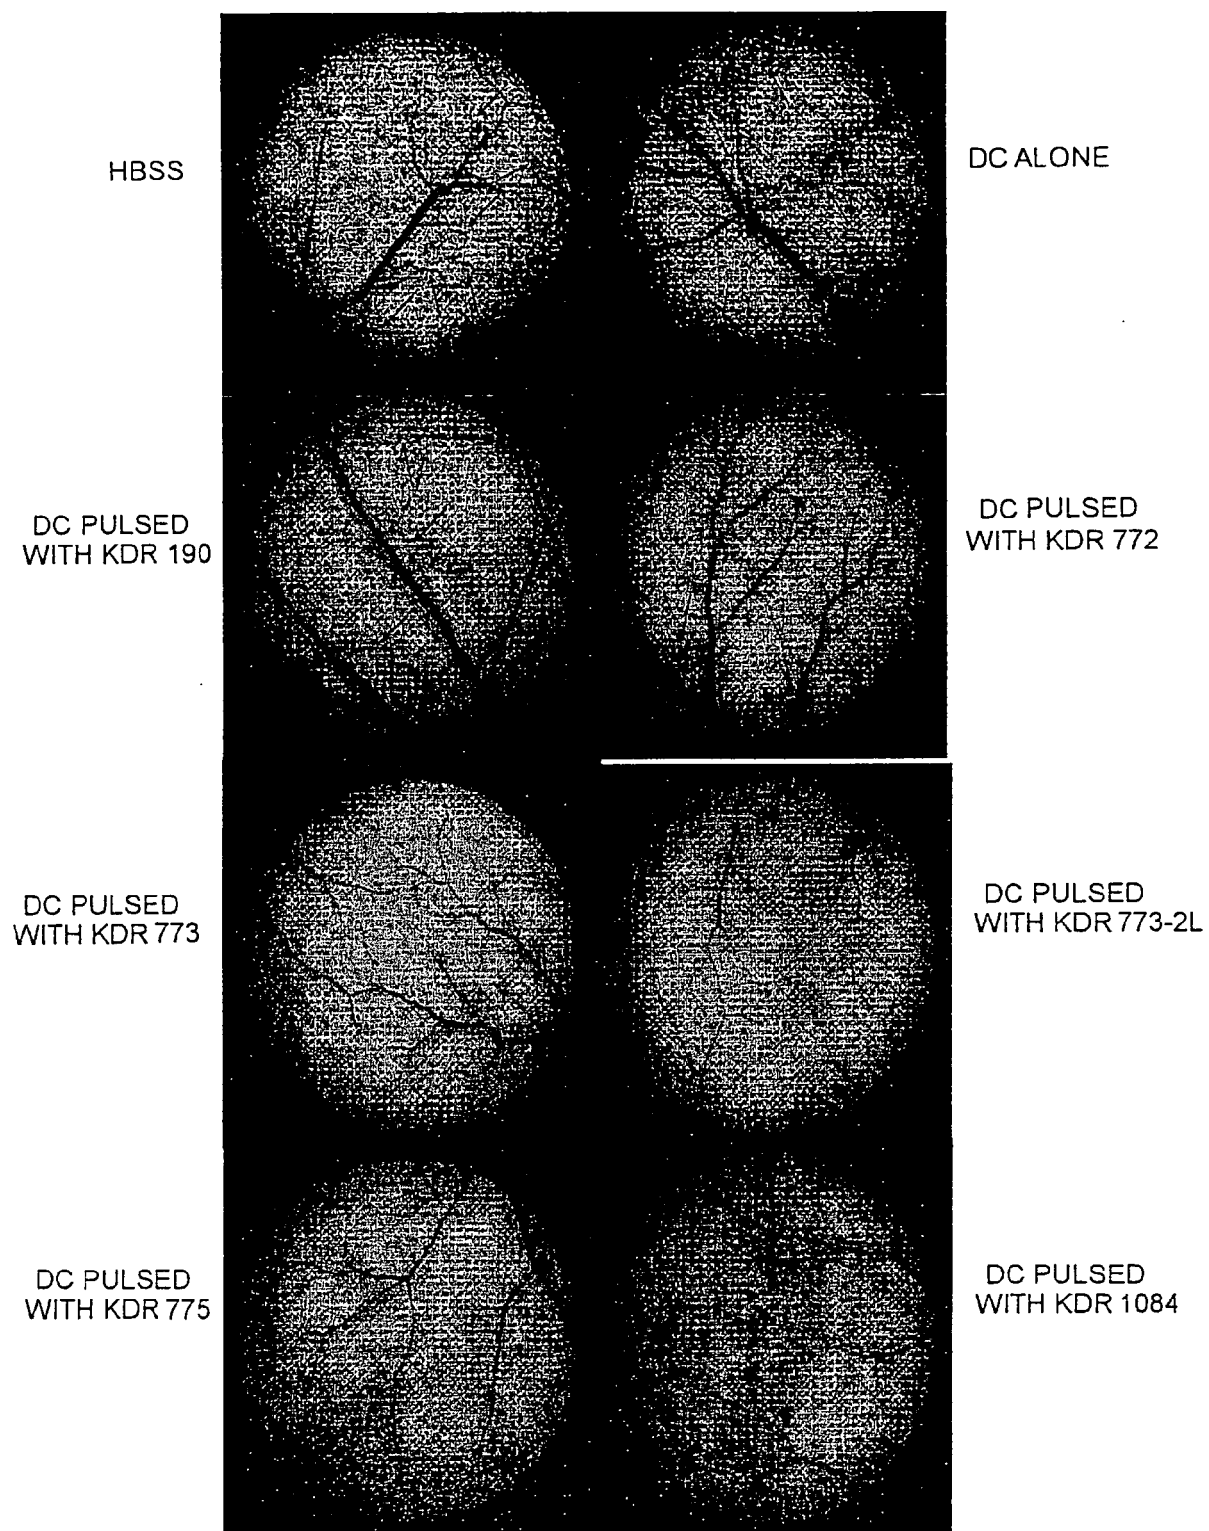 HBSS
DC ALONE
DC PULSED
WITH KDR 190
DC PULSED
WITH KDR 772
DC PULSED
WITH KDR 773
DC PULSED
WITH KDR 773-2L
DC PULSED
WITH KDR 775
DC PULSED
WITH KDR 1084